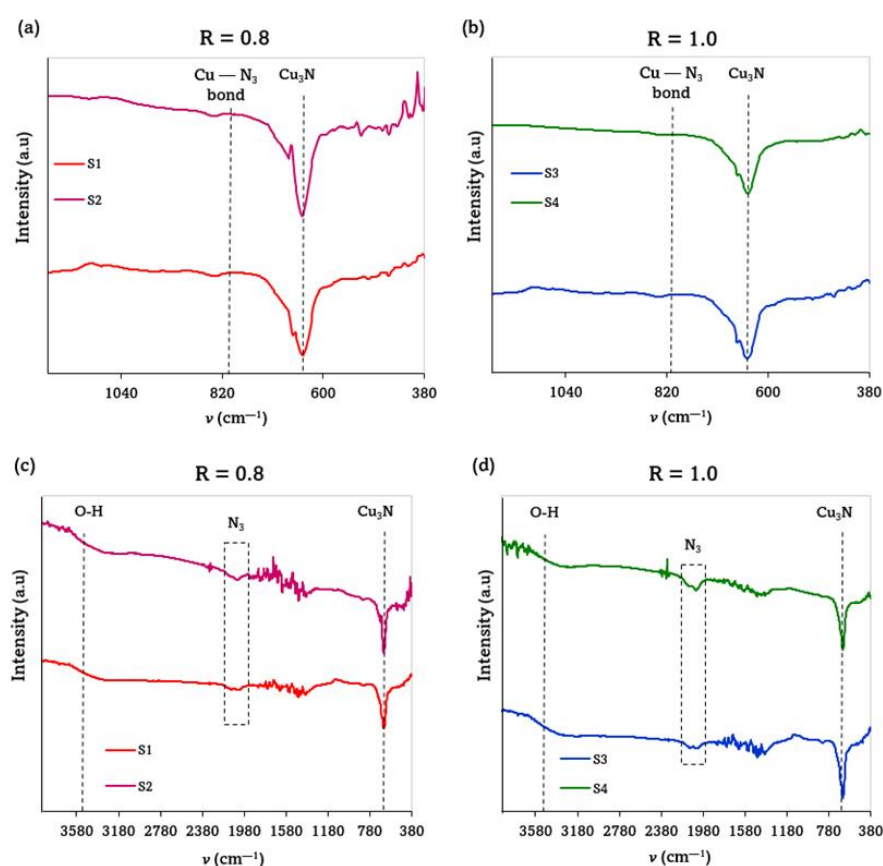 (a)
R = 0.8
Cu — N₃
bond
Cu₃N
S1
S2
Intensity (a.u)
1040 820 600 380
ν (cm⁻¹)
(b)
R = 1.0
Cu — N₃
bond
Cu₃N
S3
S4
Intensity (a.u)
1040 820 600 380
ν (cm⁻¹)
(c)
R = 0.8
O-H
N₃
Cu₃N
S1
S2
Intensity (a.u)
3580 3180 2780 2380 1980 1580 1180 780 380
ν (cm⁻¹)
(d)
R = 1.0
O-H
N₃
Cu₃N
S3
S4
Intensity (a.u)
3580 3180 2780 2380 1980 1580 1180 780 380
ν (cm⁻¹)